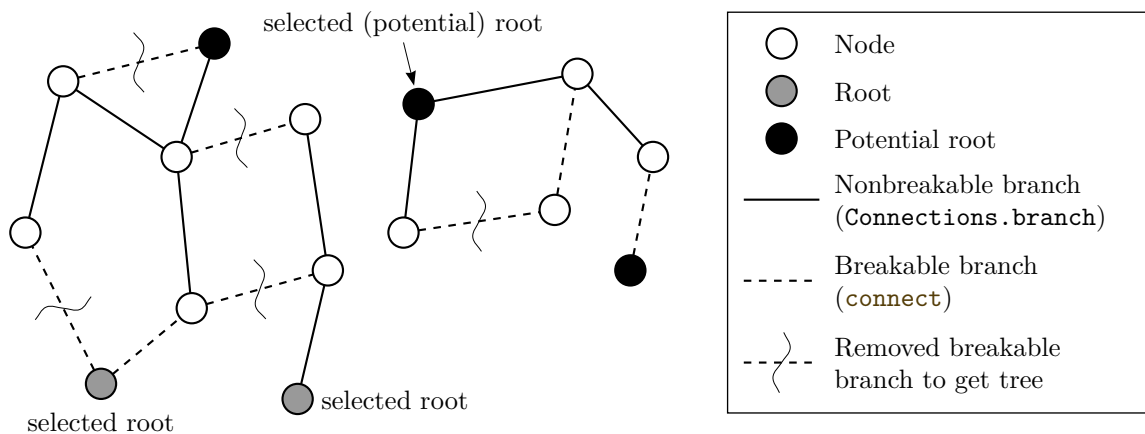 selected (potential) root
selected root
selected root
Node
Root
Potential root
Nonbreakable branch
(Connections.branch)
Breakable branch
(connect)
Removed breakable
branch to get tree